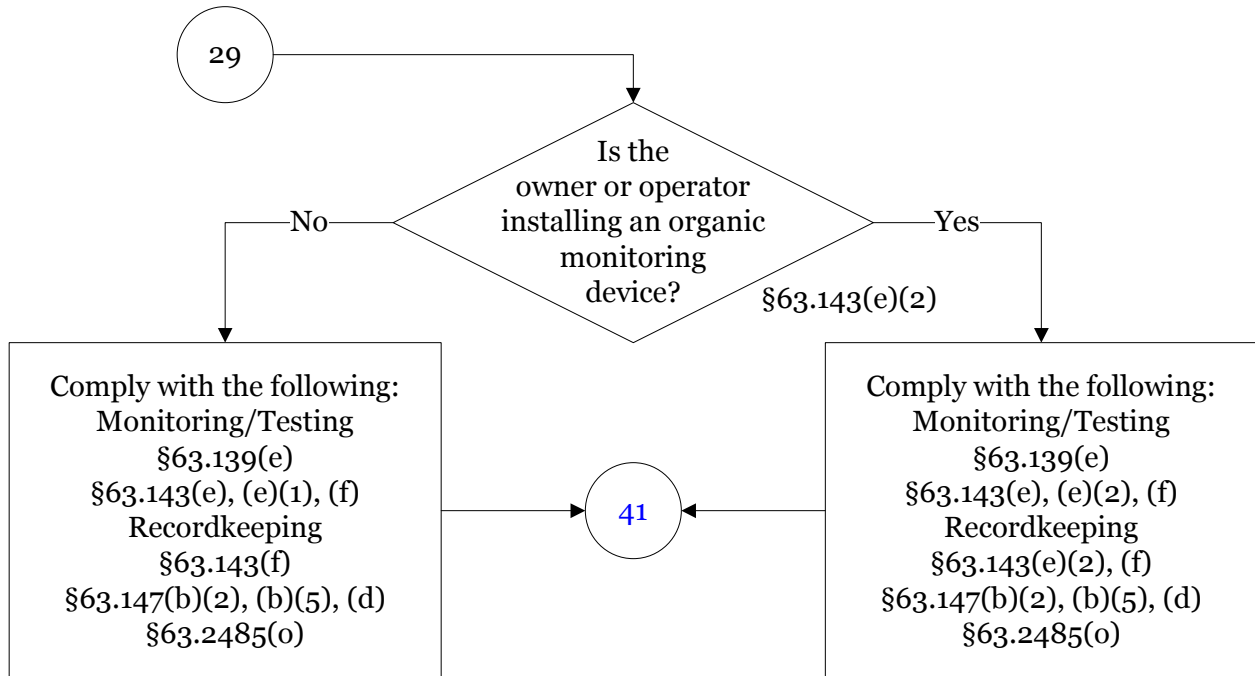 29
Is the
owner or operator
installing an organic
monitoring
device?
No
Yes
§63.143(e)(2)
Comply with the following:
Monitoring/Testing
§63.139(e)
§63.143(e), (e)(1), (f)
Recordkeeping
§63.143(f)
§63.147(b)(2), (b)(5), (d)
§63.2485(o)
41
Comply with the following:
Monitoring/Testing
§63.139(e)
§63.143(e), (e)(2), (f)
Recordkeeping
§63.143(e)(2), (f)
§63.147(b)(2), (b)(5), (d)
§63.2485(o)